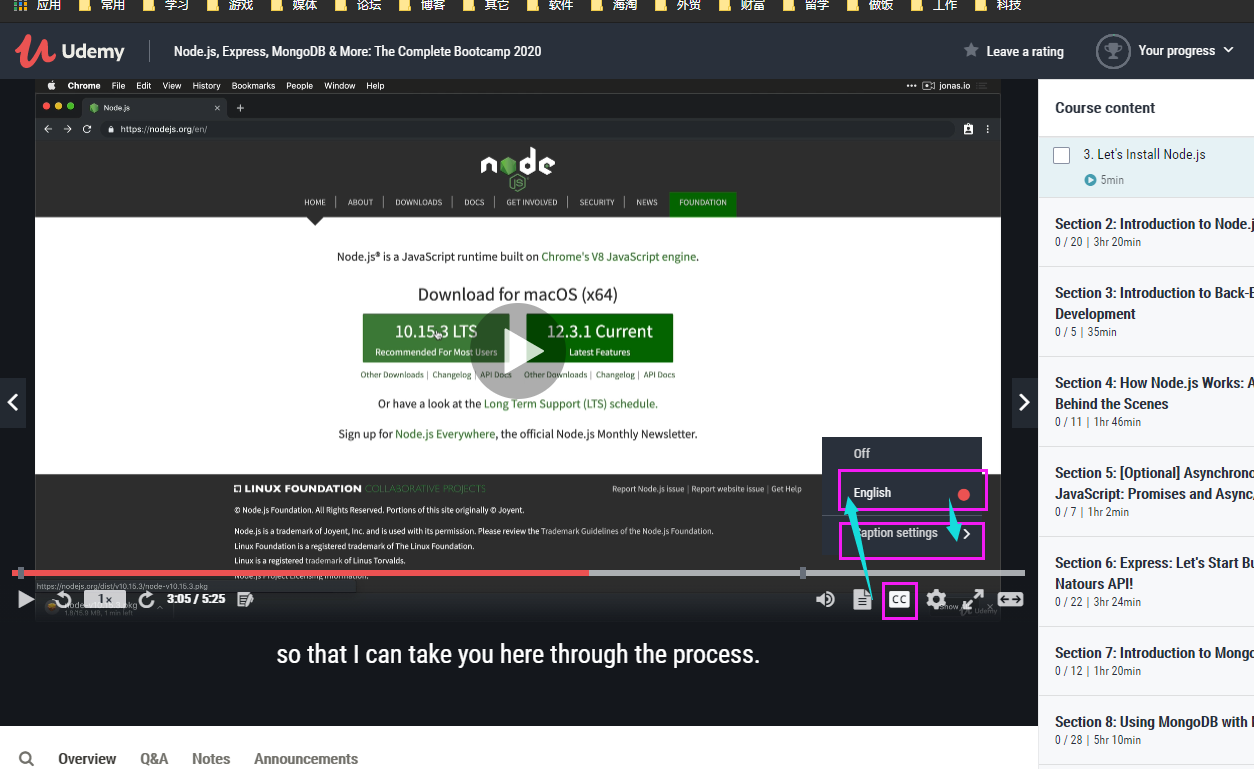 应用 常用 学习 游戏 媒体 论坛 博客 其它 软件 海淘 外贸 财富 留学 做饭 工作 科技
Udemy Node.js, Express, MongoDB & More: The Complete Bootcamp 2020 Leave a rating Your progress
Chrome File Edit View History Bookmarks People Window Help jonas.io
Node.js
https://nodejs.org/en/
node
JS
HOME ABOUT DOWNLOADS DOCS GET INVOLVED SECURITY NEWS FOUNDATION
Node.js® is a JavaScript runtime built on Chrome's V8 JavaScript engine.
Download for macOS (x64)
10.15.3 LTS
Recommended For Most Users
12.3.1 Current
Latest Features
Other Downloads | Changelog | API Docs Other Downloads | Changelog | API Docs
Or have a look at the Long Term Support (LTS) schedule.
Sign up for Node.js Everywhere, the official Node.js Monthly Newsletter.
LINUX FOUNDATION COLLABORATIVE PROJECTS
Report Node.js issue | Report website issue | Get Help
© Node.js Foundation. All Rights Reserved. Portions of this site originally © Joyent.
Node.js is a trademark of Joyent, Inc. and is used with its permission. Please review the Trademark Guidelines of the Node.js Foundation.
Linux Foundation is a registered trademark of The Linux Foundation.
Linux is a registered trademark of Linus Torvalds.
Node.js Project Licensing Information.
https://nodejs.org/dist/v10.15.3/node-v10.15.3.pkg
Off
English
Caption settings
1x
3:05 / 5:25
CC
Udemy
so that I can take you here through the process.
Overview Q&A Notes Announcements
Course content
3. Let's Install Node.js
5min
Section 2: Introduction to Node.j
0 / 20 | 3hr 20min
Section 3: Introduction to Back-E
Development
0 / 5 | 35min
Section 4: How Node.js Works: A
Behind the Scenes
0 / 11 | 1hr 46min
Section 5: [Optional] Asynchrono
JavaScript: Promises and Async,
0 / 7 | 1hr 2min
Section 6: Express: Let's Start Bu
Natours API!
0 / 22 | 3hr 24min
Section 7: Introduction to Mongo
0 / 12 | 1hr 20min
Section 8: Using MongoDB with
0 / 28 | 5hr 10min